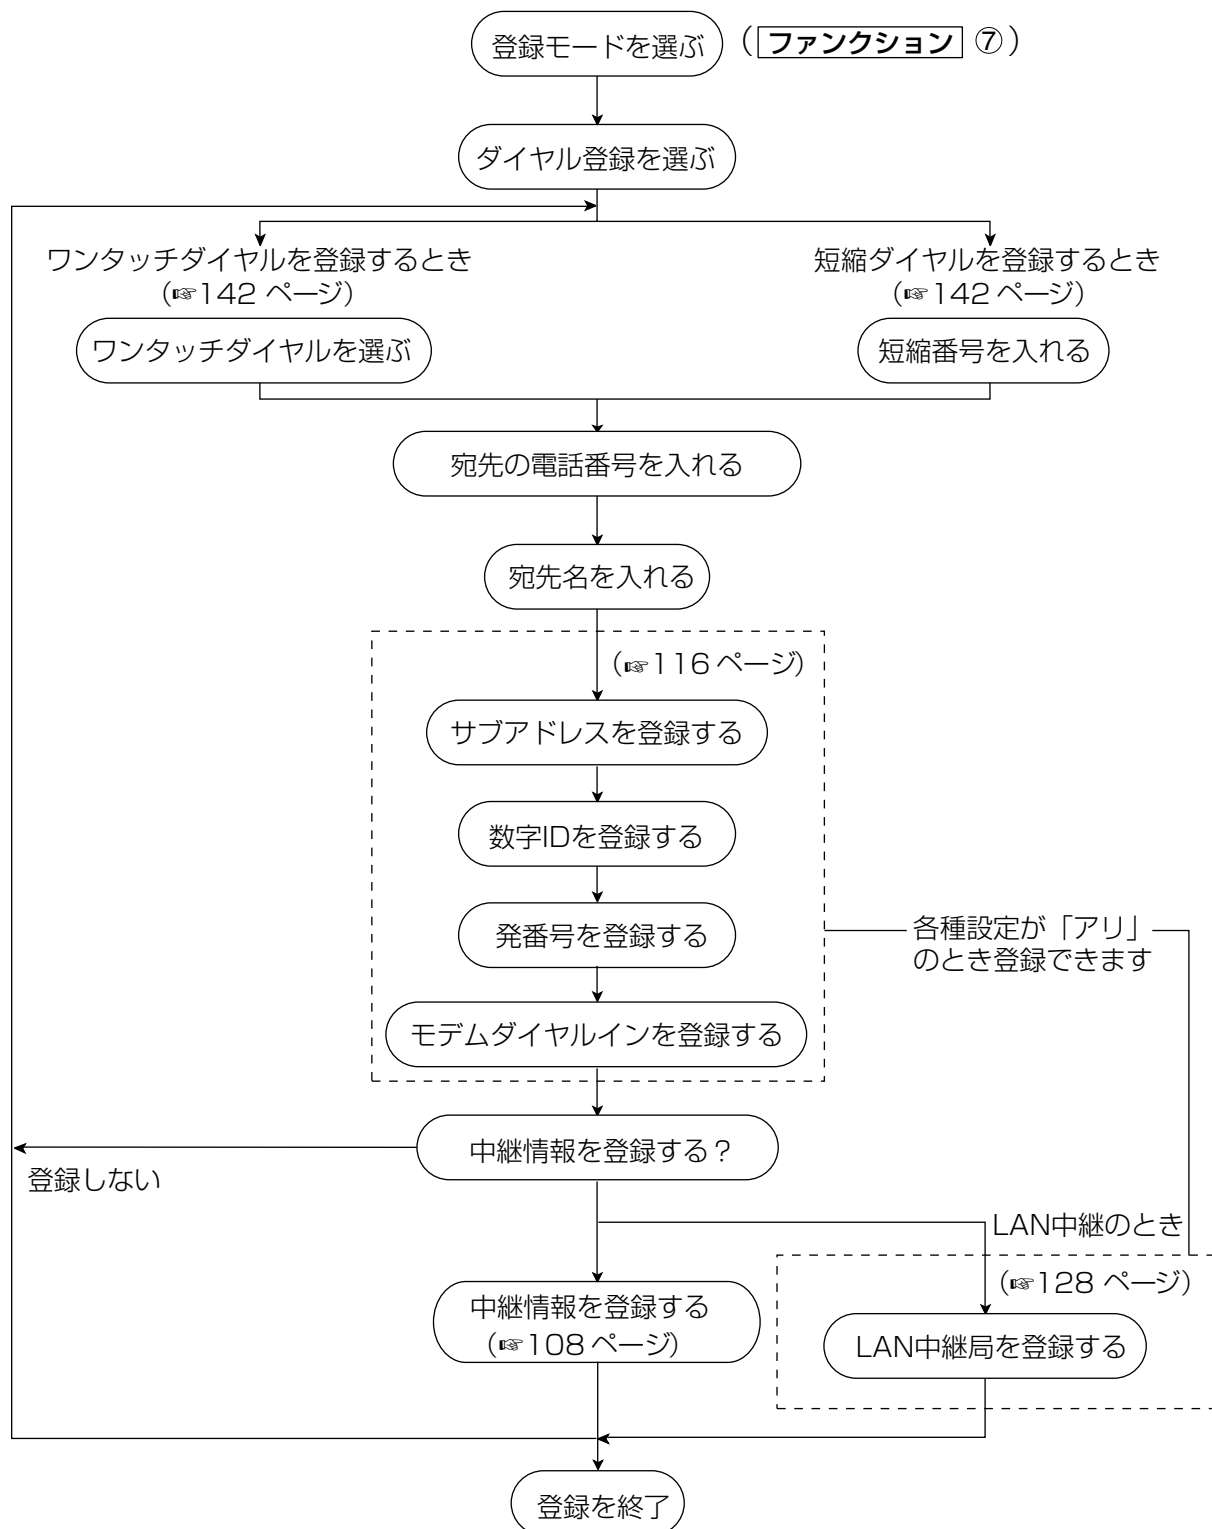 登録モードを選ぶ （ファンクション ⑦）
ダイヤル登録を選ぶ
ワンタッチダイヤルを登録するとき
（☞142 ページ）
ワンタッチダイヤルを選ぶ
短縮ダイヤルを登録するとき
（☞142 ページ）
短縮番号を入れる
宛先の電話番号を入れる
宛先名を入れる
（☞116 ページ）
サブアドレスを登録する
数字IDを登録する
発番号を登録する
モデムダイヤルインを登録する
各種設定が「アリ」
のとき登録できます
中継情報を登録する？
登録しない
LAN中継のとき
（☞128 ページ）
中継情報を登録する
（☞108 ページ）
LAN中継局を登録する
登録を終了